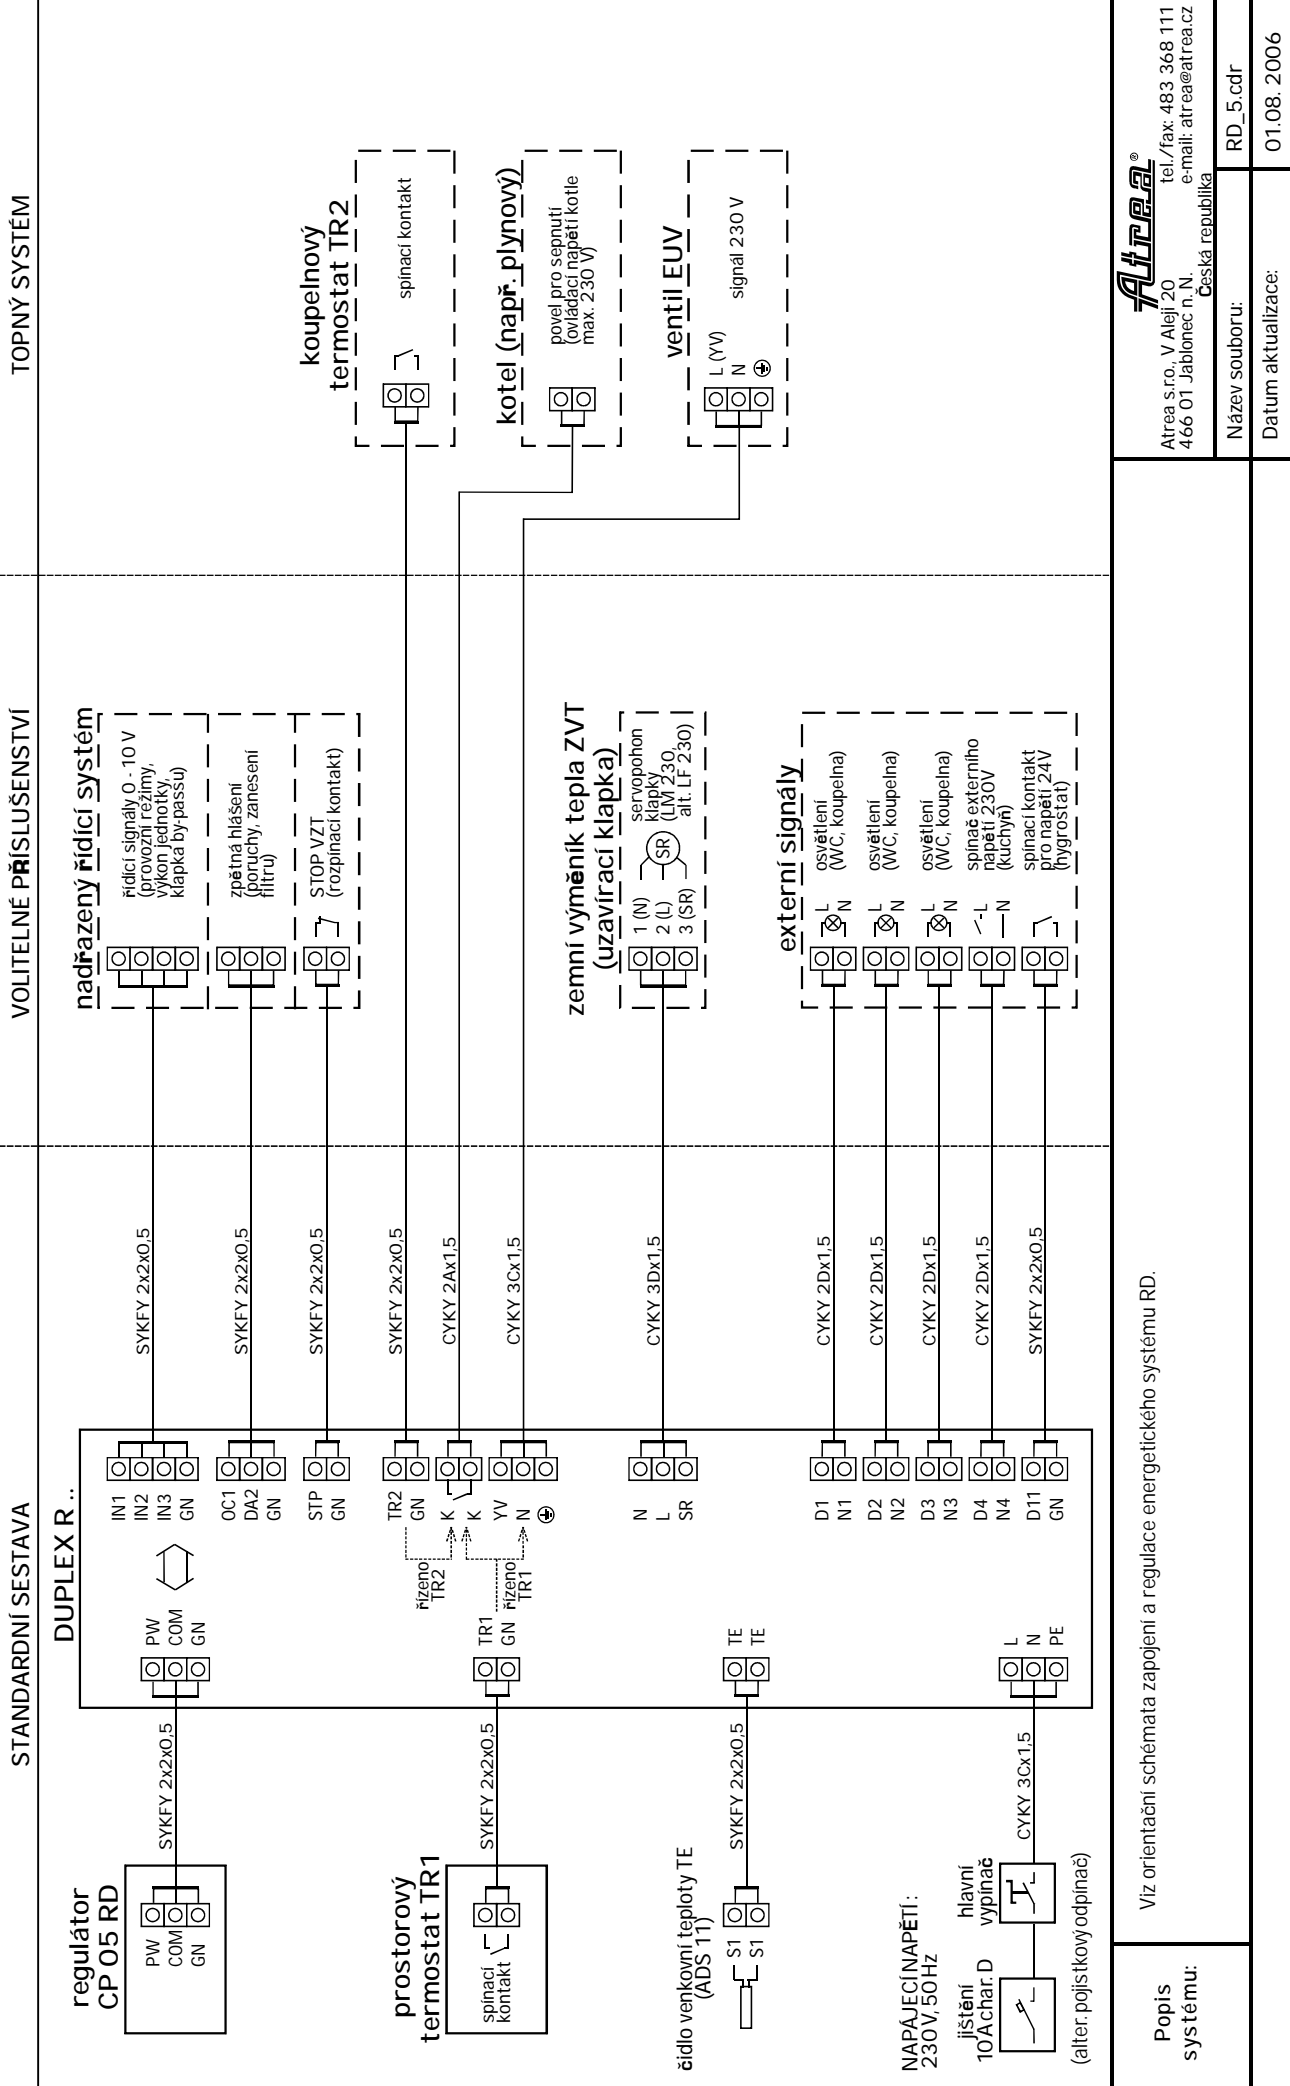 STANDARDNÍ SESTAVA
VOLITELNÉ PŘÍSLUŠENSTVÍ
TOPNÝ SYSTÉM
DUPLEX R ..
regulátor
CP 05 RD
PW
COM
GN
SYKFY 2x2x0,5
PW
COM
GN
prostorový
termostat TR1
spínací
kontakt
SYKFY 2x2x0,5
TR1
GN
řízeno
TR2
řízeno
TR1
čidlo venkovní teploty TE
(ADS 11)
S1
S1
SYKFY 2x2x0,5
TE
TE
NAPÁJECÍ NAPĚTÍ:
230 V, 50 Hz
jištění
10 A char. D
hlavní
vypínač
(alter. pojistkový odpínač)
CYKY 3Cx1,5
L
N
PE
IN1
IN2
IN3
GN
SYKFY 2x2x0,5
OC1
DA2
GN
SYKFY 2x2x0,5
STP
GN
SYKFY 2x2x0,5
TR2
GN
SYKFY 2x2x0,5
K
K
CYKY 2Ax1,5
YV
N
CYKY 3Cx1,5
N
L
SR
CYKY 3Dx1,5
D1
N1
CYKY 2Dx1,5
D2
N2
CYKY 2Dx1,5
D3
N3
CYKY 2Dx1,5
D4
N4
CYKY 2Dx1,5
D11
GN
SYKFY 2x2x0,5
nadřazený řídící systém
řídící signály 0 - 10 V
(provozní režimy,
výkon jednotky,
klapka by-passu)
zpětná hlášení
(poruchy, zanesení
filtru)
STOP VZT
(rozpínací kontakt)
zemní výměník tepla ZVT
(uzavírací klapka)
1 (N)
2 (L)
3 (SR)
SR
servopohon
klapky
(LM 230,
alt. LF 230)
externí signály
L
N
osvětlení
(WC, koupelna)
L
N
osvětlení
(WC, koupelna)
L
N
osvětlení
(WC, koupelna)
L
N
spínač externího
napětí 230V
(kuchyň)
spínací kontakt
pro napětí 24V
(hygrostat)
koupelnový
termostat TR2
spínací kontakt
kotel (např. plynový)
povel pro sepnutí
(ovládací napětí kotle
max. 230 V)
ventil EUV
L (YV)
N
signál 230 V
Popis
systému:
Viz orientační schémata zapojení a regulace energetického systému RD.
Atrea®
Atrea s.r.o., V Aleji 20
466 01 Jablonec n. N.
Česká republika
tel./fax: 483 368 111
e-mail: atrea@atrea.cz
Název souboru:
RD_5.cdr
Datum aktualizace:
01.08. 2006